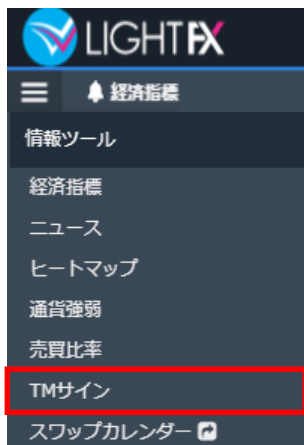 LIGHT FX
経済指標
情報ツール
経済指標
ニュース
ヒートマップ
通貨強弱
売買比率
TMサイン
スワップカレンダー